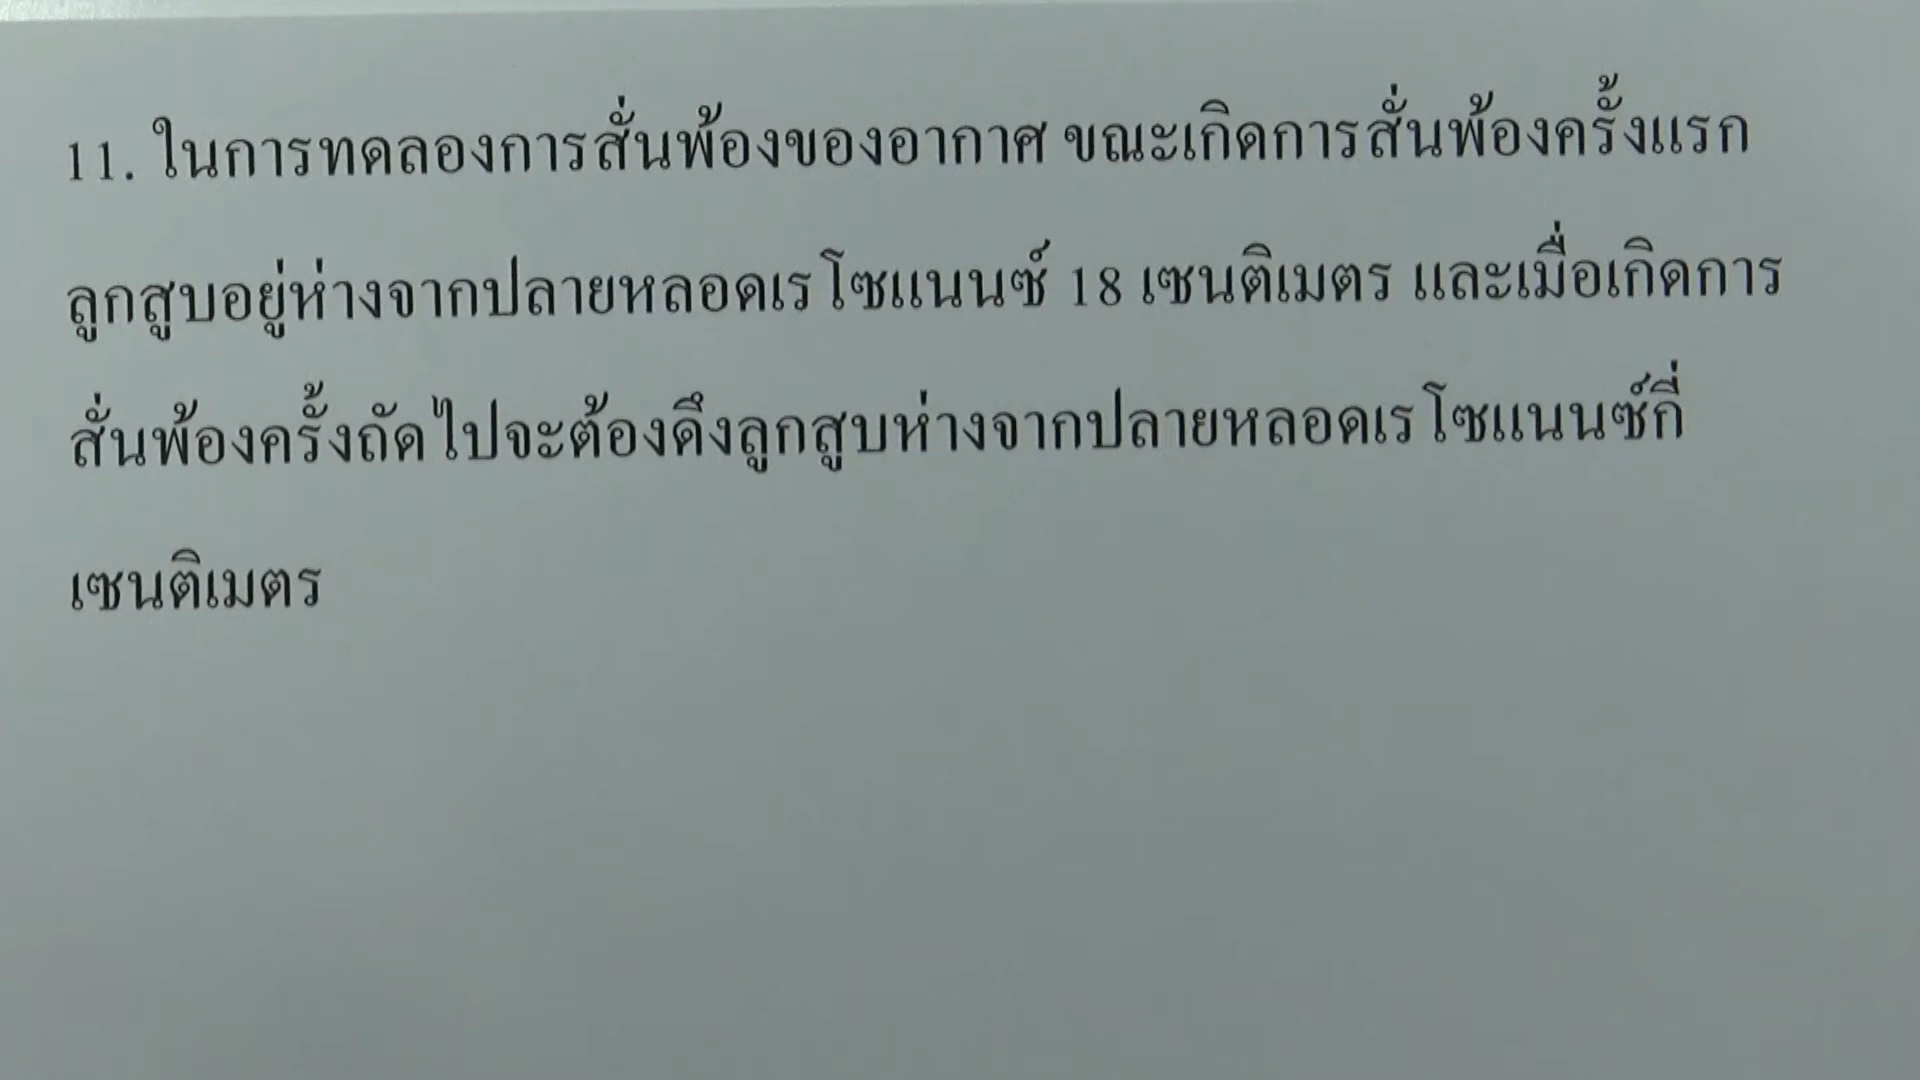 11. ในการทดลองการสั่นพ้องของอากาศ ขณะเกิดการสั่นพ้องครั้งแรก
ลูกสูบอยู่ห่างจากปลายหลอดเรโซแนนซ์ 18 เซนติเมตร และเมื่อเกิดการ
สั่นพ้องครั้งถัดไปจะต้องดึงลูกสูบห่างจากปลายหลอดเรโซแนนซ์กี่
เซนติเมตร